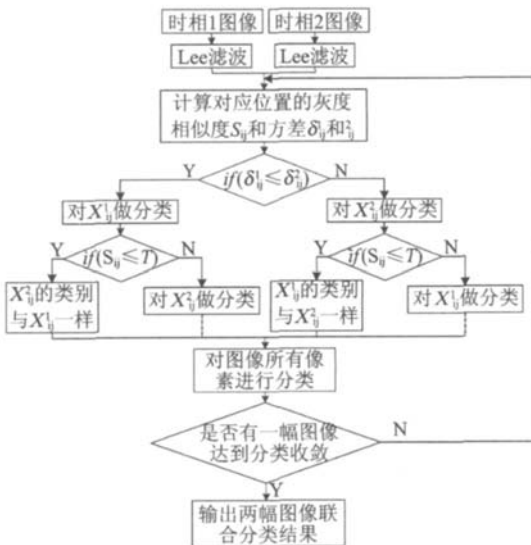 时相1图像
时相2图像
Lee滤波
Lee滤波
计算对应位置的灰度
相似度Sij和方差δ¹ij和²ij
Y
if(δ¹ij≤δ²ij)
N
对X¹ij做分类
对X²ij做分类
Y
if(Sij≤T)
N
Y
if(Sij≤T)
N
X²ij的类别
与X¹ij一样
对X²ij做分类
X¹ij的类别
与X²ij一样
对X¹ij做分类
对图像所有像
素进行分类
是否有一幅图像
达到分类收敛
N
Y
输出两幅图像联
合分类结果